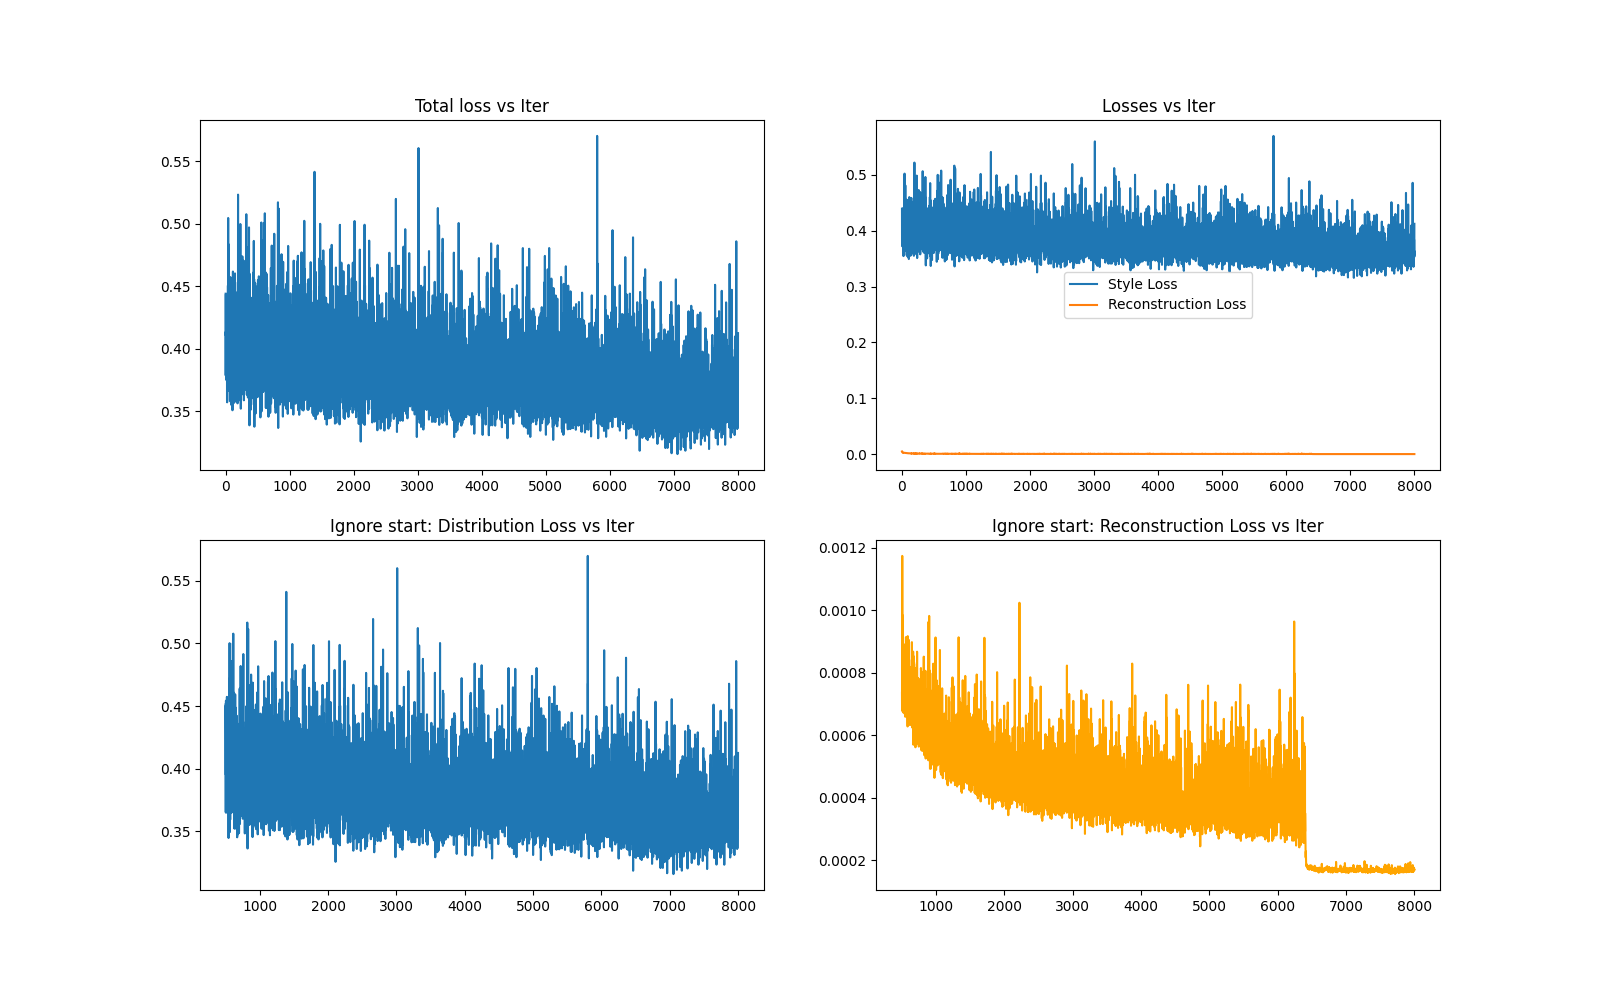 Total loss vs Iter
0.55
0.50
0.45
0.40
0.35
0 1000 2000 3000 4000 5000 6000 7000 8000
Losses vs Iter
0.5
0.4
0.3
0.2
0.1
0.0
Style Loss
Reconstruction Loss
0 1000 2000 3000 4000 5000 6000 7000 8000
Ignore start: Distribution Loss vs Iter
0.55
0.50
0.45
0.40
0.35
1000 2000 3000 4000 5000 6000 7000 8000
Ignore start: Reconstruction Loss vs Iter
0.0012
0.0010
0.0008
0.0006
0.0004
0.0002
1000 2000 3000 4000 5000 6000 7000 8000